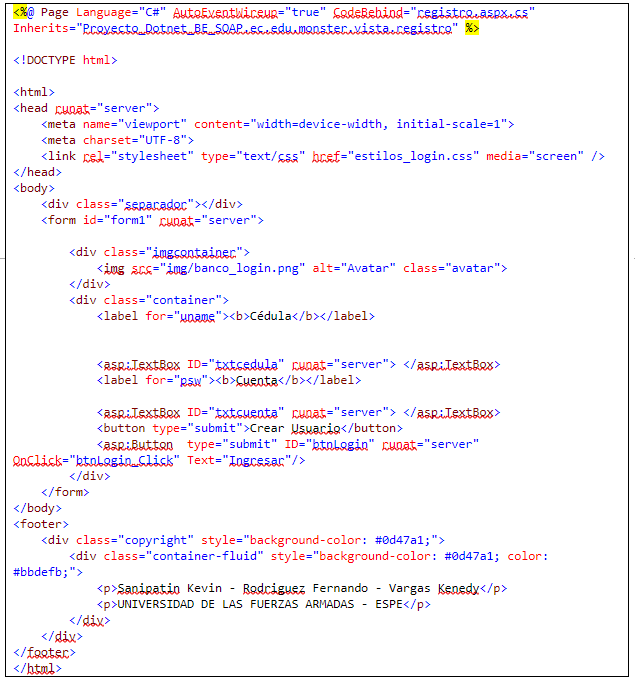 <%@ Page Language="C#" AutoEventWireup="true" CodeBehind="registro.aspx.cs"
Inherits="Proyecto_Dotnet_BE_SOAP.ec.edu.monster.vista.registro" %>
<!DOCTYPE html>
<html>
<head runat="server">
<meta name="viewport" content="width=device-width, initial-scale=1">
<meta charset="UTF-8">
<link rel="stylesheet" type="text/css" href="estilos_login.css" media="screen" />
</head>
<body>
<div class="separador"></div>
<form id="form1" runat="server">
<div class="imgcontainer">
<img src="img/banco_login.png" alt="Avatar" class="avatar">
</div>
<div class="container">
<label for="uname"><b>Cédula</b></label>
<asp:TextBox ID="txtcedula" runat="server"> </asp:TextBox>
<label for="psw"><b>Cuenta</b></label>
<asp:TextBox ID="txtcuenta" runat="server"> </asp:TextBox>
<button type="submit">Crear Usuario</button>
<asp:Button  type="submit" ID="btnLogin" runat="server"
OnClick="btnLogin_Click" Text="Ingresar"/>
</div>
</form>
</body>
<footer>
<div class="copyright" style="background-color: #0d47a1;">
<div class="container-fluid" style="background-color: #0d47a1; color:
#bbdefb;">
<p>Sanipatin Kevin - Rodriguez Fernando - Vargas Kenedy</p>
<p>UNIVERSIDAD DE LAS FUERZAS ARMADAS - ESPE</p>
</div>
</div>
</footer>
</html>